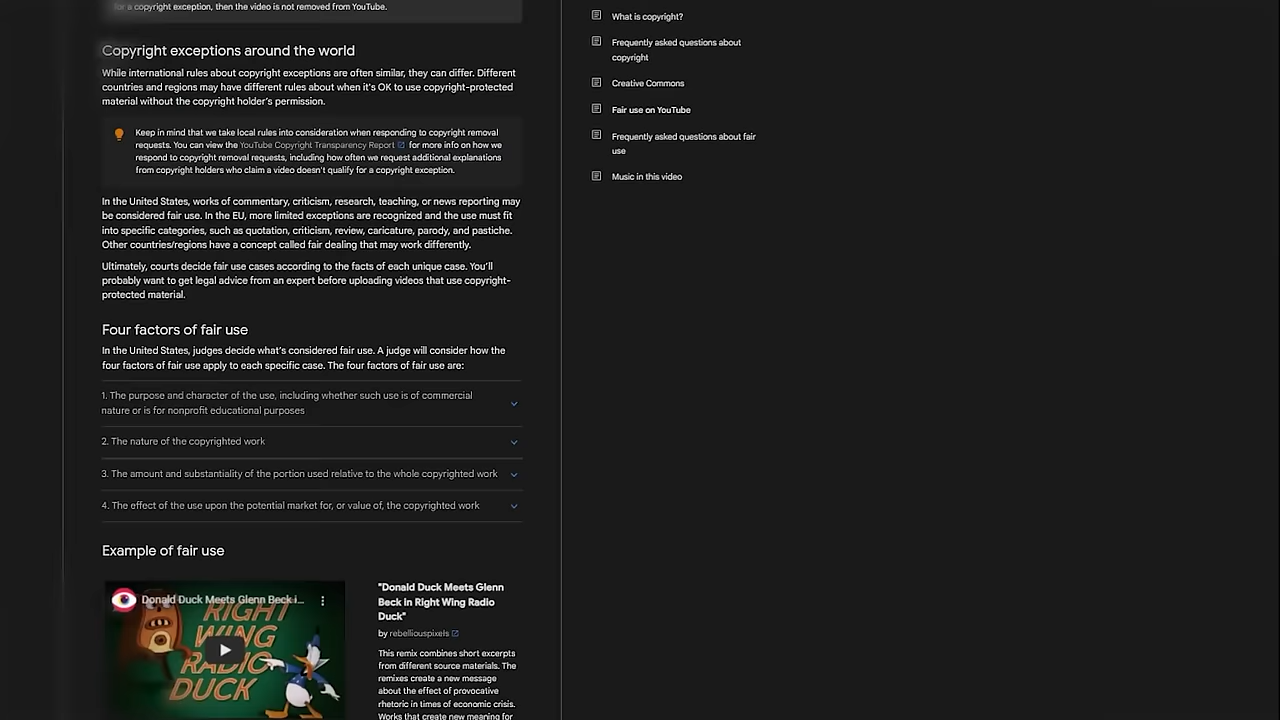 for a copyright exception, then the video is not removed from YouTube.
Copyright exceptions around the world
While international rules about copyright exceptions are often similar, they can differ. Different
countries and regions may have different rules about when it's OK to use copyright-protected
material without the copyright holder's permission.
Keep in mind that we take local rules into consideration when responding to copyright removal
requests. You can view the YouTube Copyright Transparency Report for more info on how we
respond to copyright removal requests, including how often we request additional explanations
from copyright holders who claim a video doesn't qualify for a copyright exception.
In the United States, works of commentary, criticism, research, teaching, or news reporting may
be considered fair use. In the EU, more limited exceptions are recognized and the use must fit
into specific categories, such as quotation, criticism, review, caricature, parody, and pastiche.
Other countries/regions have a concept called fair dealing that may work differently.
Ultimately, courts decide fair use cases according to the facts of each unique case. You'll
probably want to get legal advice from an expert before uploading videos that use copyright-
protected material.
Four factors of fair use
In the United States, judges decide what's considered fair use. A judge will consider how the
four factors of fair use apply to each specific case. The four factors of fair use are:
1. The purpose and character of the use, including whether such use is of commercial
nature or is for nonprofit educational purposes
2. The nature of the copyrighted work
3. The amount and substantiality of the portion used relative to the whole copyrighted work
4. The effect of the use upon the potential market for, or value of, the copyrighted work
Example of fair use
Donald Duck Meets Glenn Beck i...
RIGHT
WING
RADIO
DUCK
"Donald Duck Meets Glenn
Beck in Right Wing Radio
Duck"
by rebelliouspixels
This remix combines short excerpts
from different source materials. The
remixes create a new message
about the effect of provocative
rhetoric in times of economic crisis.
Works that create new meaning for
What is copyright?
Frequently asked questions about
copyright
Creative Commons
Fair use on YouTube
Frequently asked questions about fair
use
Music in this video